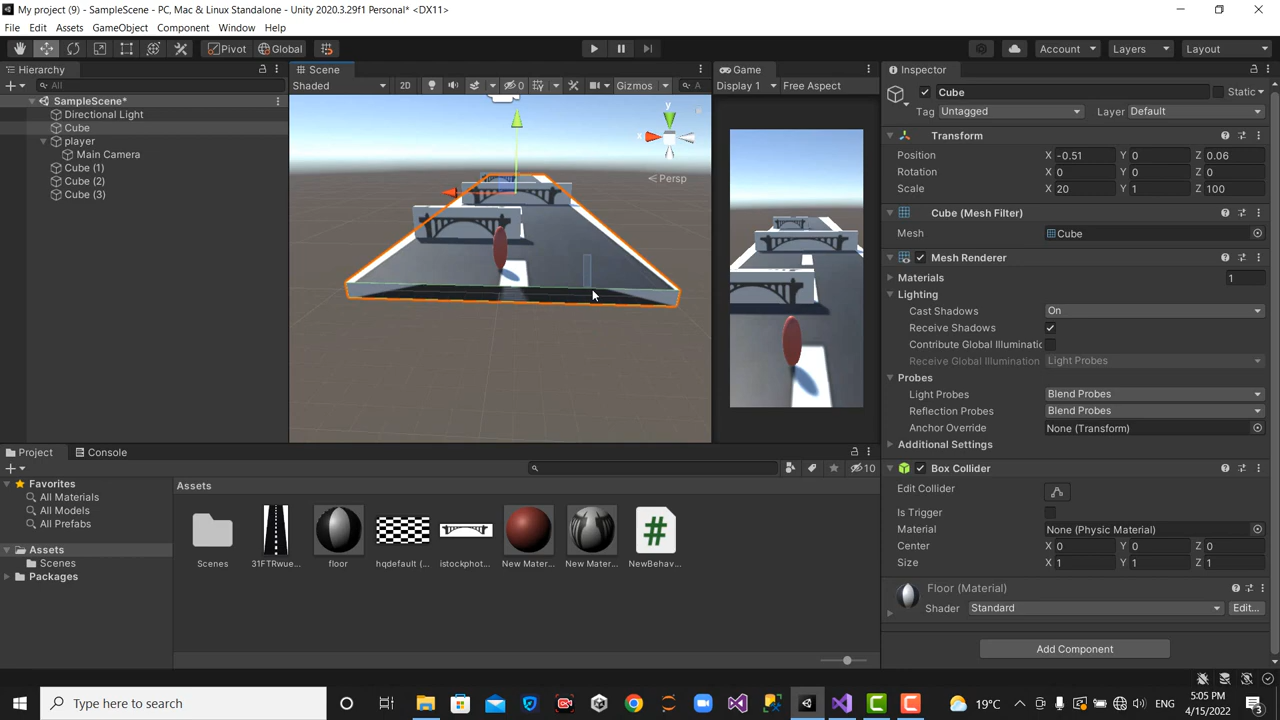 My project (9) - SampleScene - PC, Mac & Linux Standalone - Unity 2020.3.29f1 Personal* <DX11>
File Edit Assets GameObject Component Window Help
Pivot Global Account Layers Layout
Hierarchy Scene Game Inspector
All Shaded 2D 0 Gizmos A Display 1 Free Aspect Cube Static
SampleScene*
Directional Light
Cube
player
Main Camera
Cube (1)
Cube (2)
Cube (3)
y
x
Persp
Tag Untagged Layer Default
Transform
Position X -0.51 Y 0 Z 0.06
Rotation X 0 Y 0 Z 0
Scale X 20 Y 1 Z 100
Cube (Mesh Filter)
Mesh Cube
Mesh Renderer
Materials 1
Lighting
Cast Shadows On
Receive Shadows
Contribute Global Illuminatic
Receive Global Illumination Light Probes
Probes
Light Probes Blend Probes
Reflection Probes Blend Probes
Anchor Override None (Transform)
Additional Settings
Box Collider
Edit Collider
Is Trigger
Material None (Physic Material)
Center X 0 Y 0 Z 0
Size X 1 Y 1 Z 1
Floor (Material)
Shader Standard Edit...
Add Component
Project Console
10
Favorites
All Materials
All Models
All Prefabs
Assets
Scenes
Packages
Assets
Scenes 31FTRwue... floor hqdefault (... istockphot... New Mater... New Mater... NewBehav...
Type here to search
19°C ENG 5:05 PM
4/15/2022
3